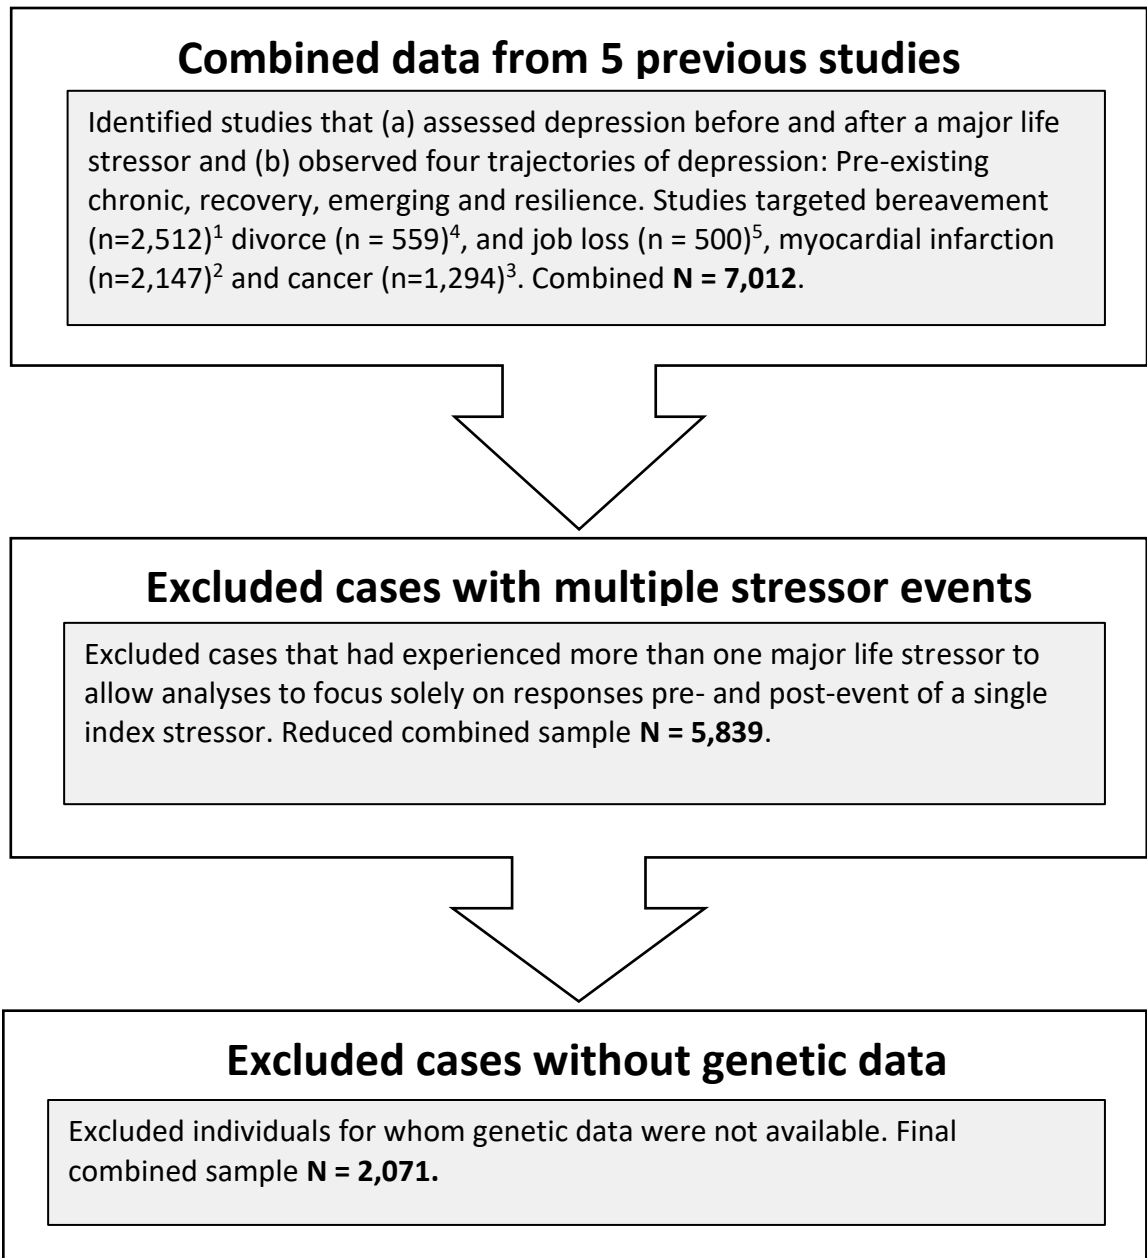 Combined data from 5 previous studies
Identified studies that (a) assessed depression before and after a major life
stressor and (b) observed four trajectories of depression: Pre-existing
chronic, recovery, emerging and resilience. Studies targeted bereavement
(n=2,512)¹ divorce (n = 559)⁴, and job loss (n = 500)⁵, myocardial infarction
(n=2,147)² and cancer (n=1,294)³. Combined N = 7,012.
Excluded cases with multiple stressor events
Excluded cases that had experienced more than one major life stressor to
allow analyses to focus solely on responses pre- and post-event of a single
index stressor. Reduced combined sample N = 5,839.
Excluded cases without genetic data
Excluded individuals for whom genetic data were not available. Final
combined sample N = 2,071.